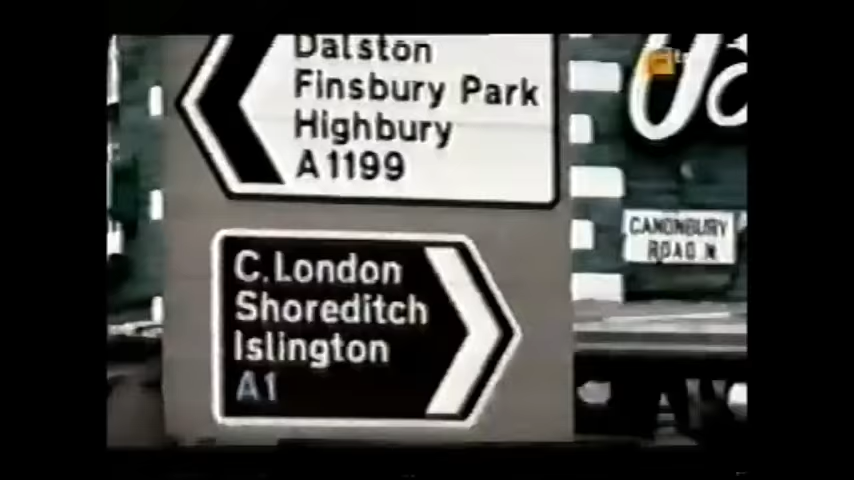 Dalston
Finsbury Park
Highbury
A1199
C.London
Shoreditch
Islington
A1
CANONBURY
ROAD N